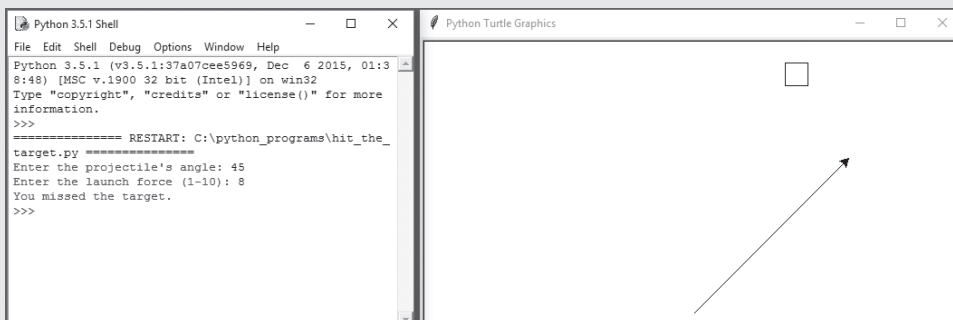 Python 3.5.1 Shell
File Edit Shell Debug Options Window Help
Python 3.5.1 (v3.5.1:37a07cee5969, Dec  6 2015, 01:3
8:48) [MSC v.1900 32 bit (Intel)] on win32
Type "copyright", "credits" or "license()" for more
information.
>>>
=============== RESTART: C:\python_programs\hit_the_
target.py ===============
Enter the projectile's angle: 45
Enter the launch force (1-10): 8
You missed the target.
>>>
Python Turtle Graphics